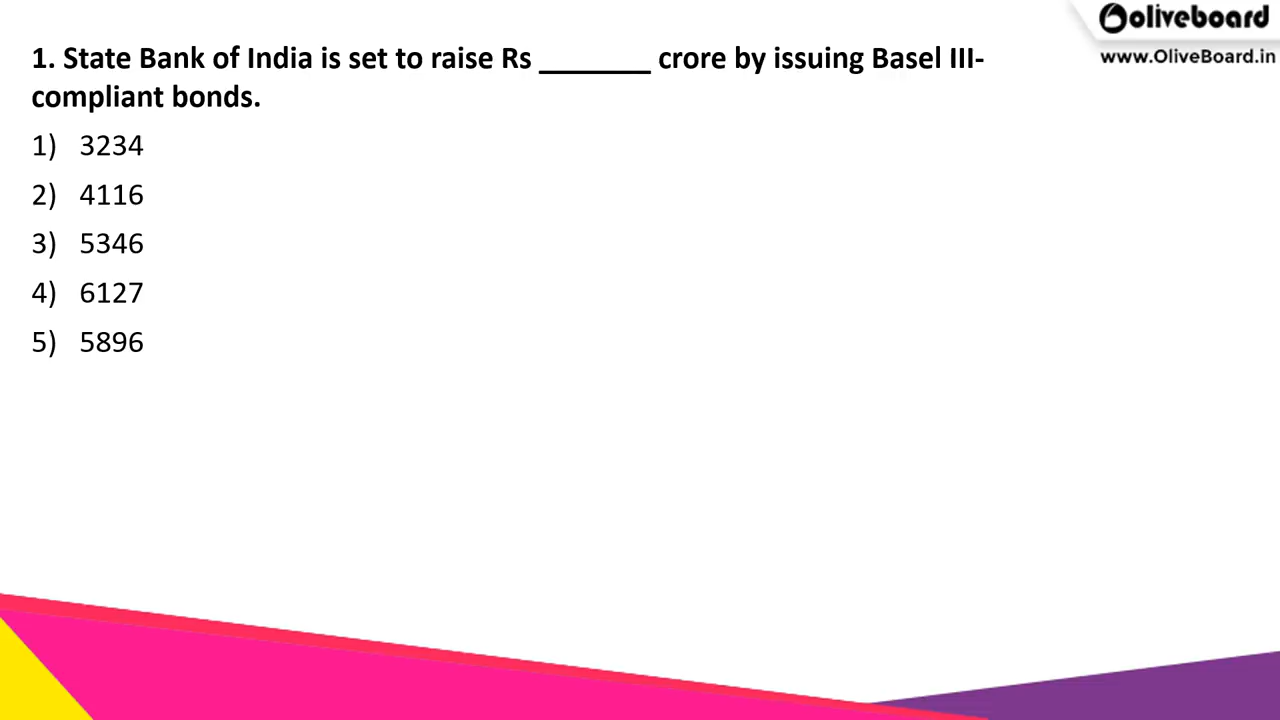 oliveboard
www.OliveBoard.in
1. State Bank of India is set to raise Rs _______ crore by issuing Basel III-
compliant bonds.
1) 3234
2) 4116
3) 5346
4) 6127
5) 5896